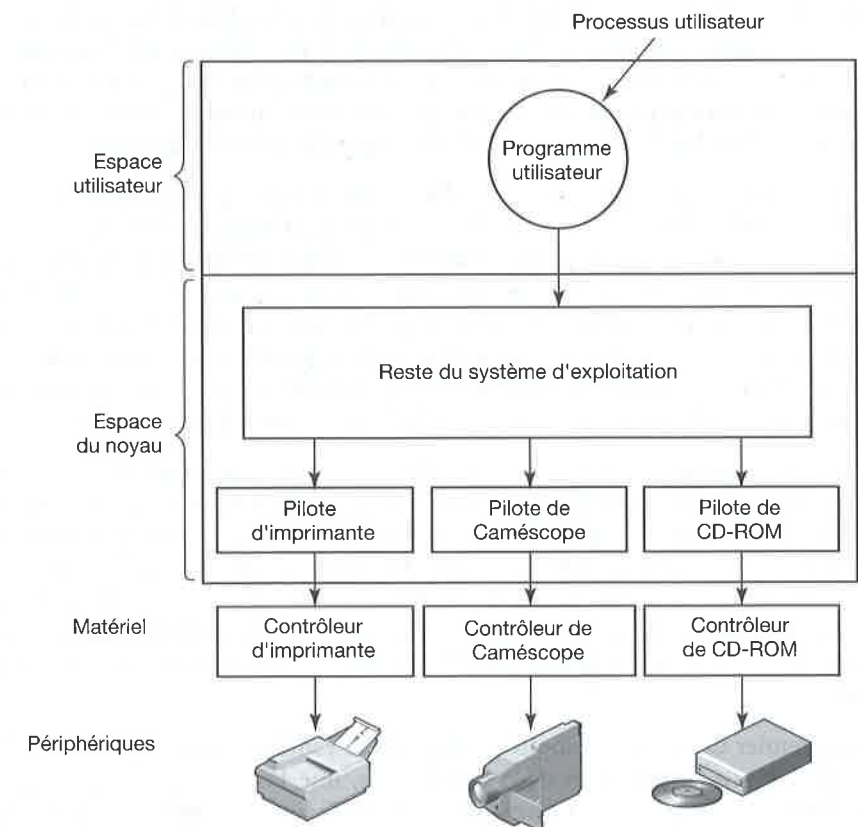 Processus utilisateur
Espace
utilisateur
Programme
utilisateur
Reste du système d'exploitation
Espace
du noyau
Pilote
d'imprimante
Pilote de
Caméscope
Pilote de
CD-ROM
Matériel
Contrôleur
d'imprimante
Contrôleur de
Caméscope
Contrôleur
de CD-ROM
Périphériques